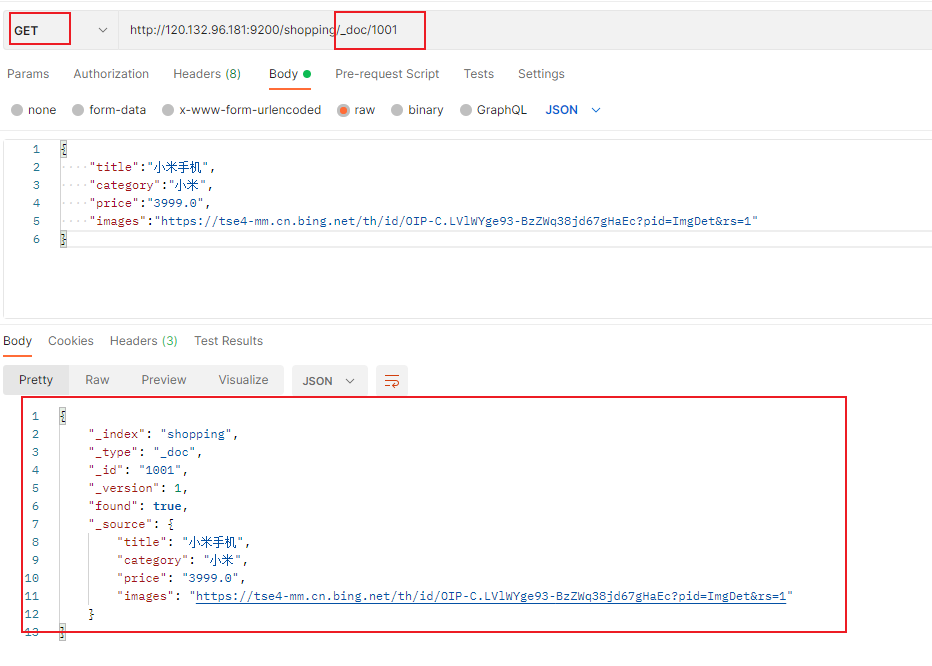 GET http://120.132.96.181:9200/shopping/_doc/1001
Params Authorization Headers (8) Body Pre-request Script Tests Settings
none form-data x-www-form-urlencoded raw binary GraphQL JSON
1 {
2 "title":"小米手机",
3 "category":"小米",
4 "price":"3999.0",
5 "images":"https://tse4-mm.cn.bing.net/th/id/OIP-C.LVlWYge93-BzZWq38jd67gHaEc?pid=ImgDet&rs=1"
6 }
Body Cookies Headers (3) Test Results
Pretty Raw Preview Visualize JSON
1 {
2 "_index": "shopping",
3 "_type": "_doc",
4 "_id": "1001",
5 "_version": 1,
6 "found": true,
7 "_source": {
8 "title": "小米手机",
9 "category": "小米",
10 "price": "3999.0",
11 "images": "https://tse4-mm.cn.bing.net/th/id/OIP-C.LVlWYge93-BzZWq38jd67gHaEc?pid=ImgDet&rs=1"
12 }
13 }